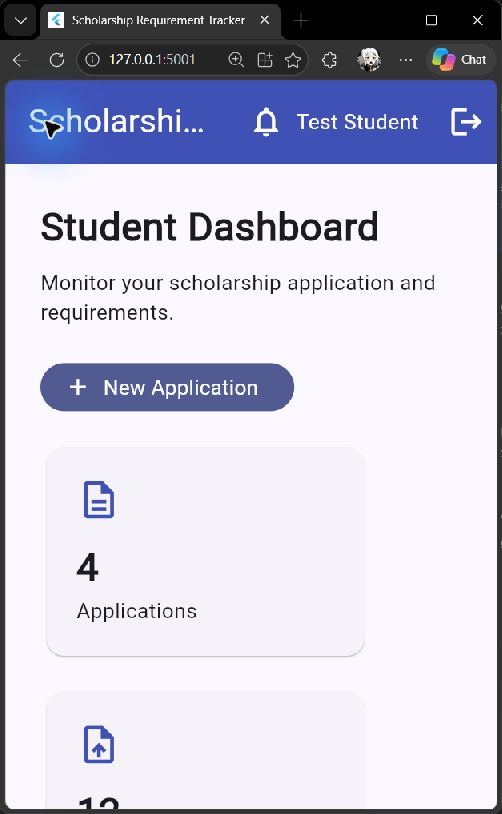 Scholarship Requirement Tracker
127.0.0.1:5001
Chat
Scholarshi...
Test Student
Student Dashboard
Monitor your scholarship application and
requirements.
+ New Application
4
Applications
12